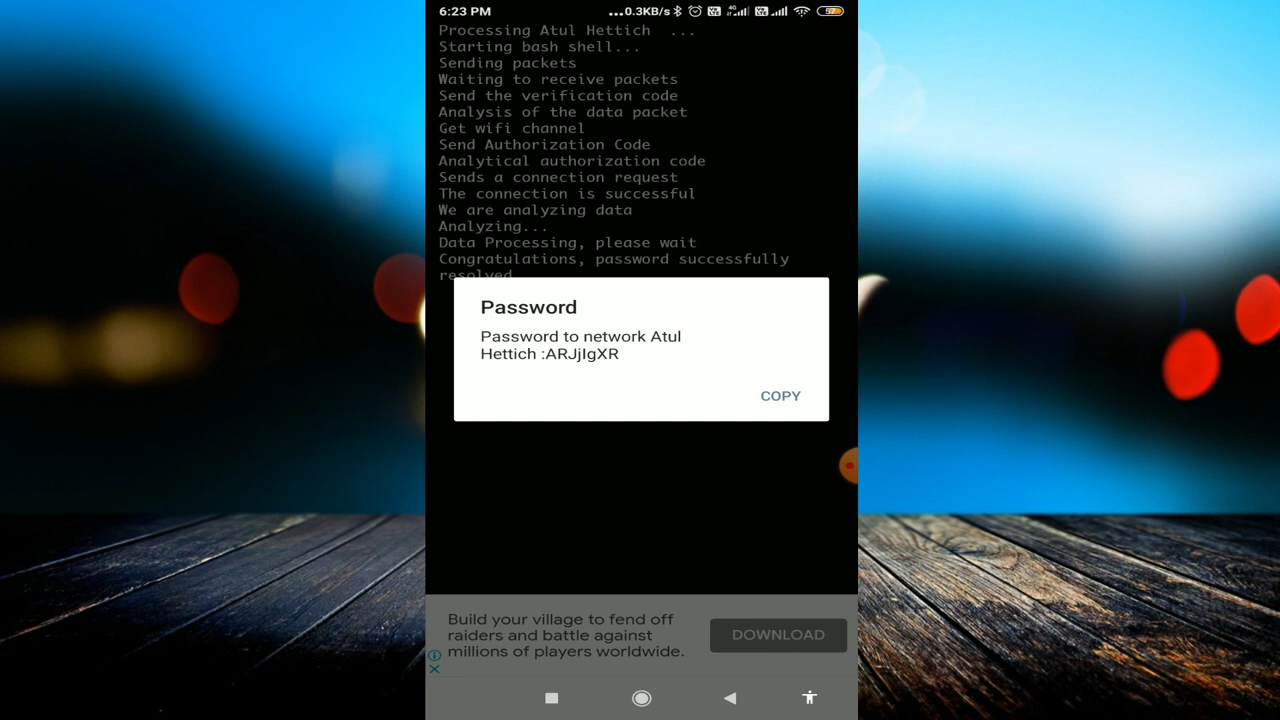 6:23 PM
...0.3KB/s
4G
57
Processing Atul Hettich ...
Starting bash shell...
Sending packets
Waiting to receive packets
Send the verification code
Analysis of the data packet
Get wifi channel
Send Authorization Code
Analytical authorization code
Sends a connection request
The connection is successful
We are analyzing data
Analyzing...
Data Processing, please wait
Congratulations, password successfully
resolved
Password
Password to network Atul
Hettich :ARJjIgXR
COPY
Build your village to fend off
raiders and battle against
millions of players worldwide.
DOWNLOAD